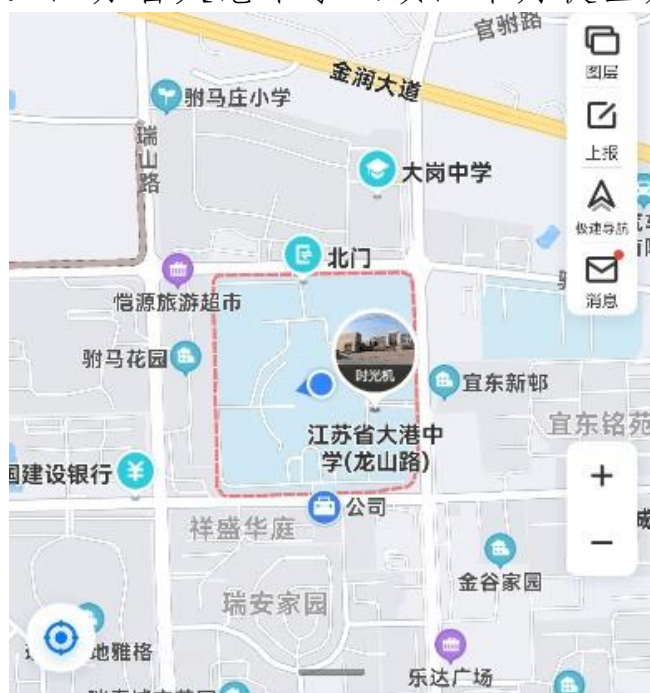 官驸路
图层
金润大道
驸马庄小学
上报
瑞山路
大岗中学
极速导航
北门
消息
恺源旅游超市
驸马花园
时光机
宜东新邨
江苏省大港中
学(龙山路)
宜东铭苑
国建设银行
公司
祥盛华庭
金谷家园
瑞安家园
地雅格
乐达广场